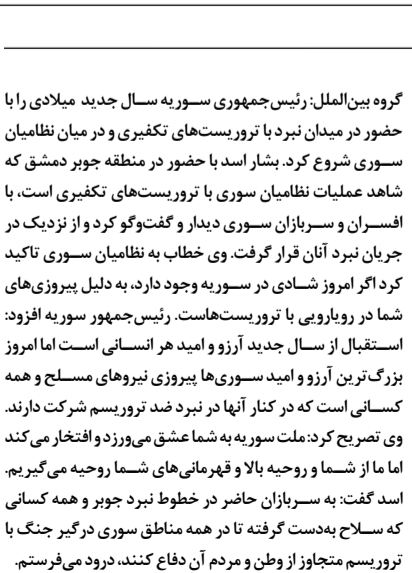 گروه بین‌الملل: رئیس‌جمهوری سوریه سال جدید میلادی را با
حضور در میدان نبرد با تروریست‌های تکفیری و در میان نظامیان
سوری شروع کرد. بشار اسد با حضور در منطقه جوبر دمشق که
شاهد عملیات نظامیان سوری با تروریست‌های تکفیری است، با
افسران و سربازان سوری دیدار و گفت‌وگو کرد و از نزدیک در
جریان نبرد آنان قرار گرفت. وی خطاب به نظامیان سوری تاکید
کرد اگر امروز شادی در سوریه وجود دارد، به دلیل پیروزی‌های
شما در رویارویی با تروریست‌هاست. رئیس‌جمهور سوریه افزود:
استقبال از سال جدید آرزو و امید هر انسانی است اما امروز
بزرگ‌ترین آرزو و امید سوری‌ها پیروزی نیروهای مسلح و همه
کسانی است که در کنار آنها در نبرد ضد تروریسم شرکت دارند.
وی تصریح کرد: ملت سوریه به شما عشق می‌ورزد و افتخار می‌کند
اما ما از شما و روحیه بالا و قهرمانی‌های شما روحیه می‌گیریم.
اسد گفت: به سربازان حاضر در خطوط نبرد جوبر و همه کسانی
که سلاح به‌دست گرفته تا در همه مناطق سوری درگیر جنگ با
تروریسم متجاوز از وطن و مردم آن دفاع کنند، درود می‌فرستم.